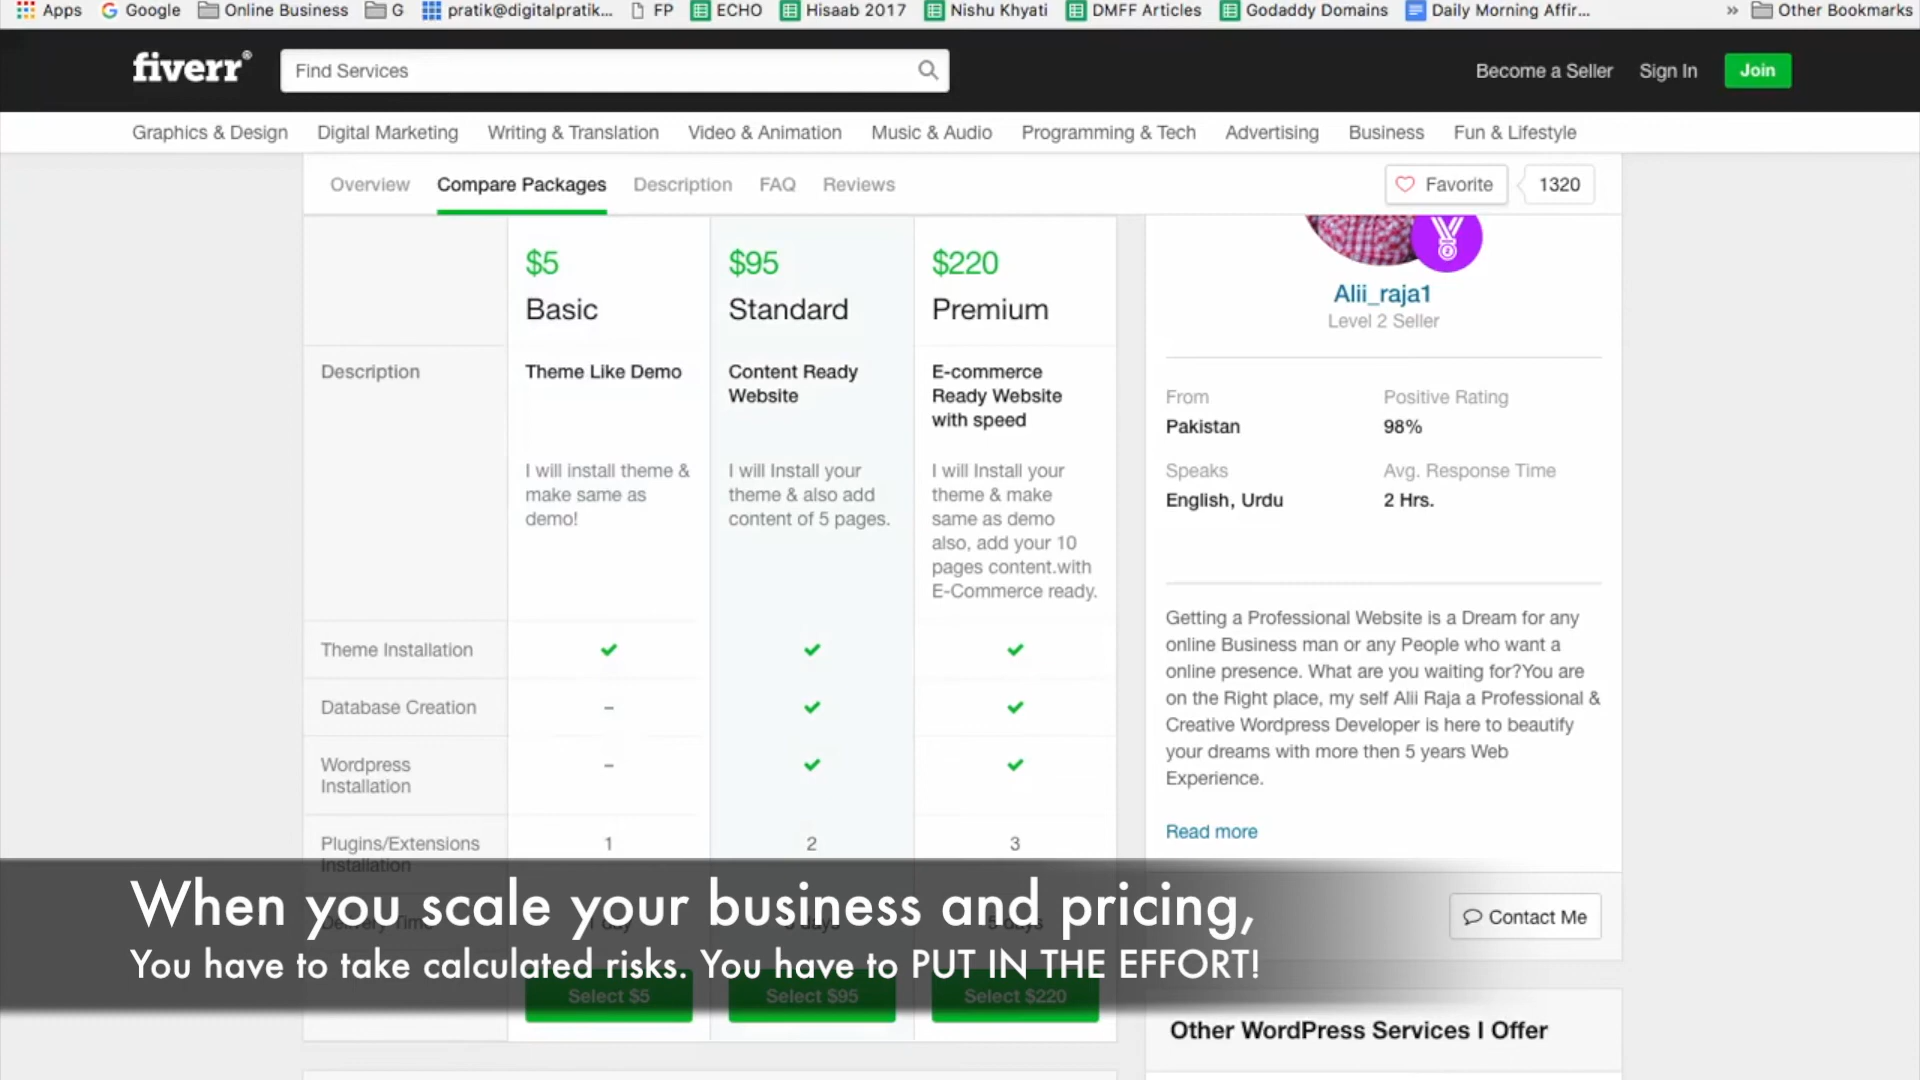 Apps Google Online Business G pratik@digitalpratik... FP ECHO Hisaab 2017 Nishu Khyati DMFF Articles Godaddy Domains Daily Morning Affir... » Other Bookmarks
fiverr® Find Services Become a Seller Sign In Join
Graphics & Design Digital Marketing Writing & Translation Video & Animation Music & Audio Programming & Tech Advertising Business Fun & Lifestyle
Overview Compare Packages Description FAQ Reviews Favorite 1320
$5 $95 $220
Basic Standard Premium
Description
Theme Like Demo
I will install theme &
make same as
demo!
Content Ready
Website
I will Install your
theme & also add
content of 5 pages.
E-commerce
Ready Website
with speed
I will Install your
theme & make
same as demo
also, add your 10
pages content.with
E-Commerce ready.
Theme Installation
Database Creation – 
Wordpress
Installation –
Plugins/Extensions
Installation 1 2 3
Delivery Time 1 day days 5 days
Select $5 Select $95 Select $220
Alii_raja1
Level 2 Seller
From Positive Rating
Pakistan 98%
Speaks Avg. Response Time
English, Urdu 2 Hrs.
Getting a Professional Website is a Dream for any
online Business man or any People who want a
online presence. What are you waiting for?You are
on the Right place, my self Alii Raja a Professional &
Creative Wordpress Developer is here to beautify
your dreams with more then 5 years Web
Experience.
Read more
Contact Me
Other WordPress Services I Offer
When you scale your business and pricing,
You have to take calculated risks. You have to PUT IN THE EFFORT!